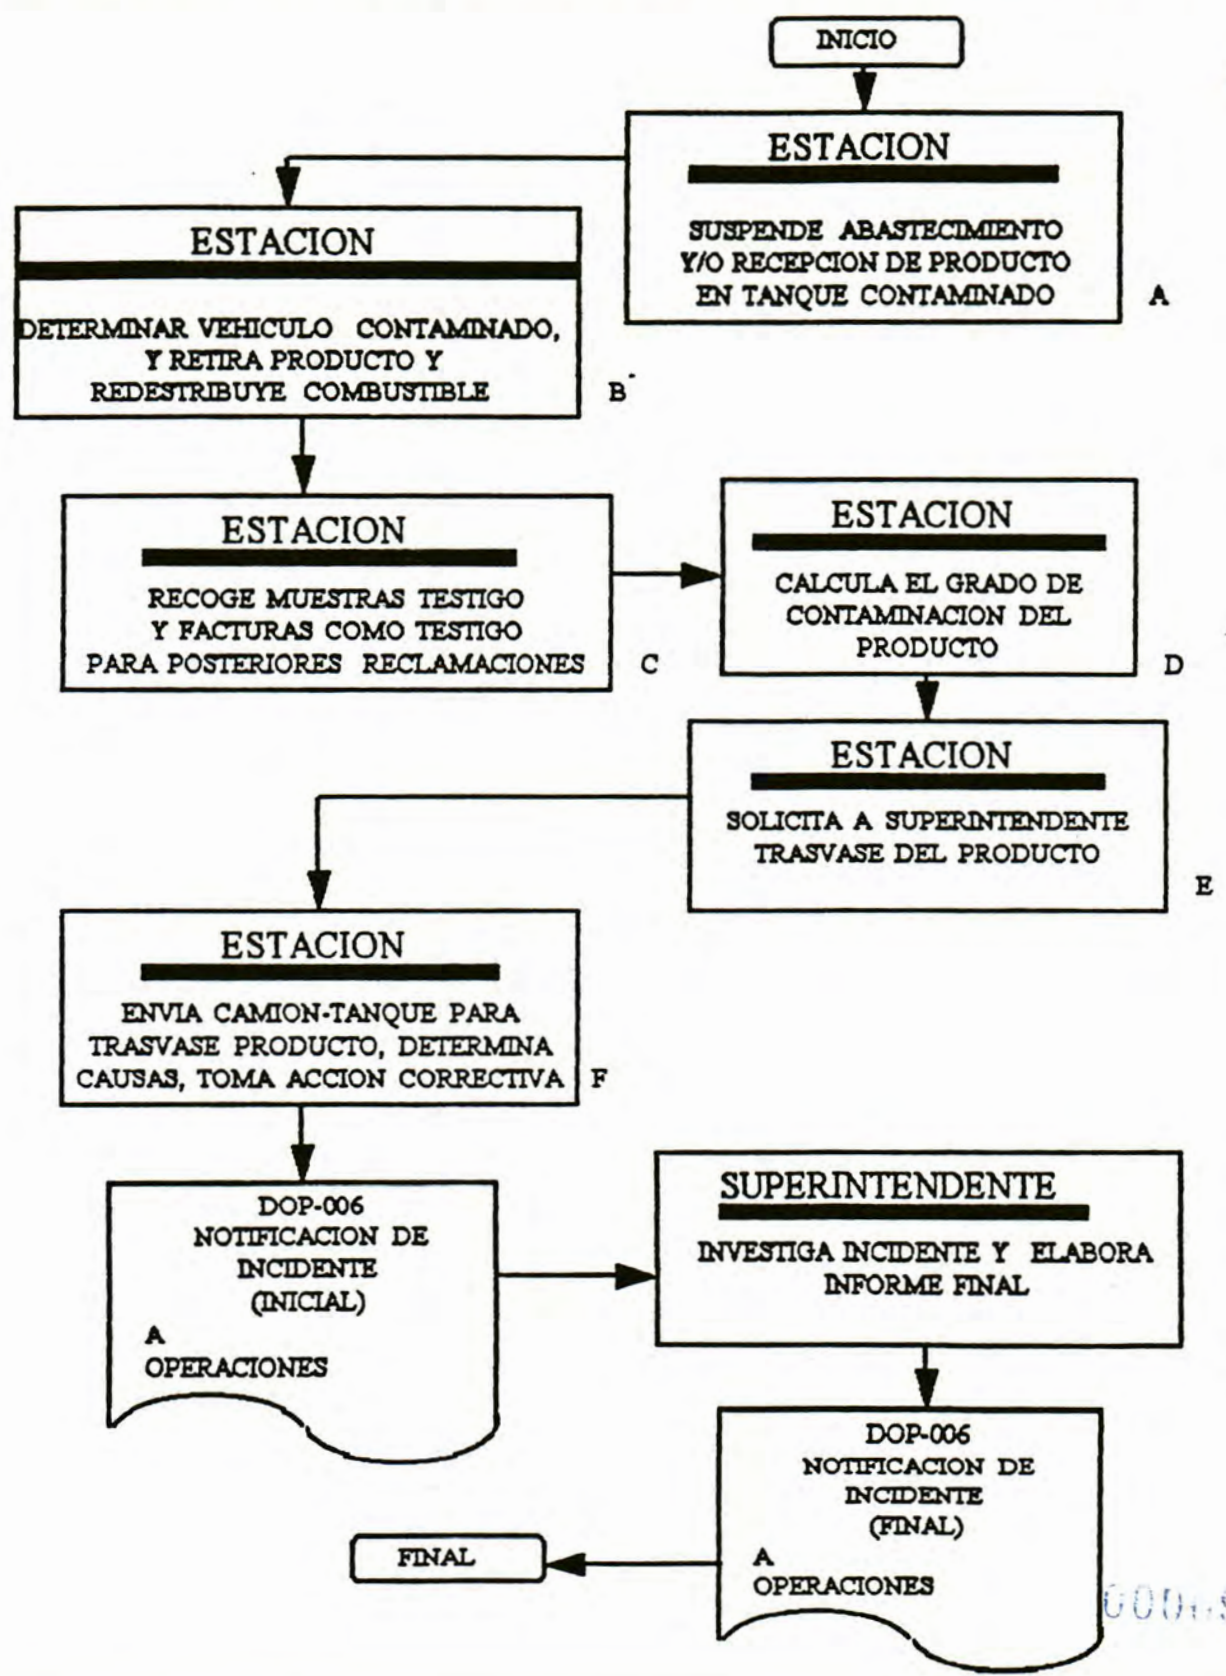 INICIO
ESTACION
SUSPENDE ABASTECIMIENTO
Y/O RECEPCION DE PRODUCTO
EN TANQUE CONTAMINADO
A
ESTACION
DETERMINAR VEHICULO CONTAMINADO,
Y RETIRA PRODUCTO Y
REDESTRIBUYE COMBUSTIBLE
B
ESTACION
RECOGE MUESTRAS TESTIGO
Y FACTURAS COMO TESTIGO
PARA POSTERIORES RECLAMACIONES
C
ESTACION
CALCULA EL GRADO DE
CONTAMINACION DEL
PRODUCTO
D
ESTACION
SOLICITA A SUPERINTENDENTE
TRASVASE DEL PRODUCTO
E
ESTACION
ENVIA CAMION-TANQUE PARA
TRASVASE PRODUCTO, DETERMINA
CAUSAS, TOMA ACCION CORRECTIVA
F
DOP-006
NOTIFICACION DE
INCIDENTE
(INICIAL)
A
OPERACIONES
SUPERINTENDENTE
INVESTIGA INCIDENTE Y ELABORA
INFORME FINAL
DOP-006
NOTIFICACION DE
INCIDENTE
(FINAL)
A
OPERACIONES
FINAL